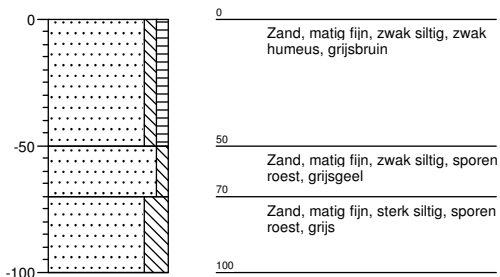 0
-50
-100
0
Zand, matig fijn, zwak siltig, zwak
humeus, grijsbruin
50
Zand, matig fijn, zwak siltig, sporen
roest, grijsgeel
70
Zand, matig fijn, sterk siltig, sporen
roest, grijs
100